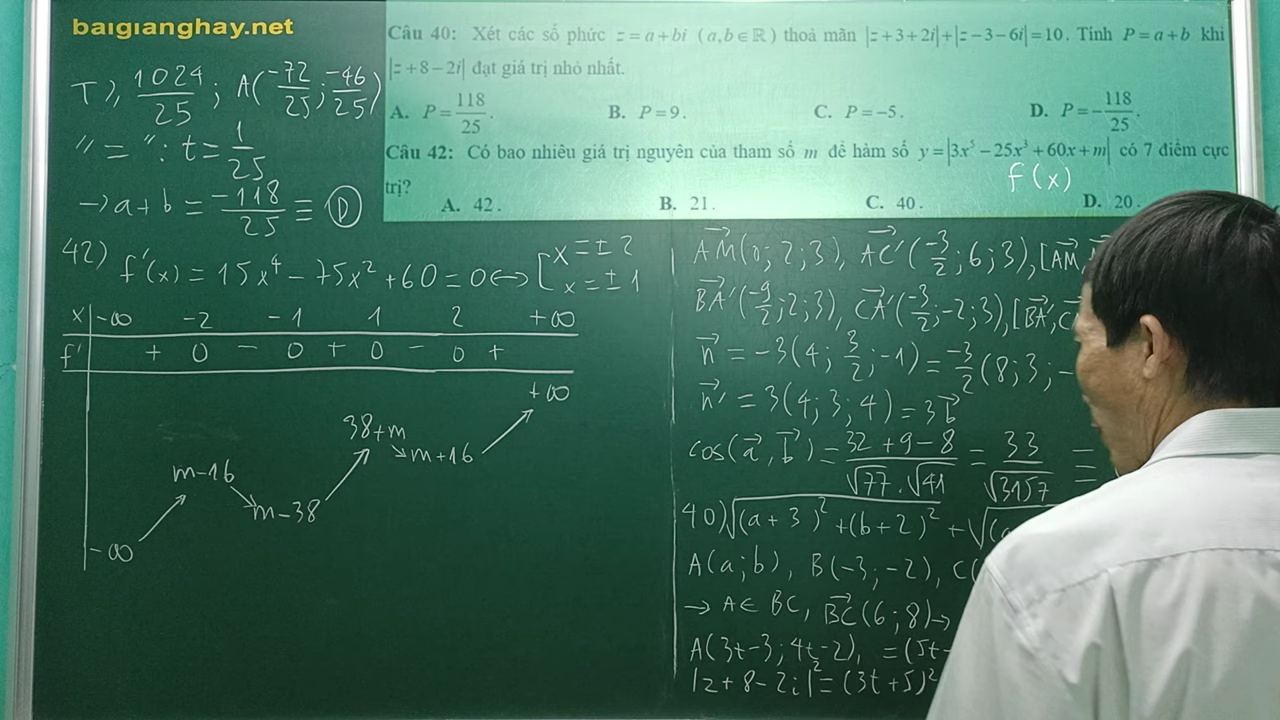 baigianghay.net
Câu 40: Xét các số phức z = a + bi (a,b ∈ ℝ) thoả mãn |z+3+2i|+|z−3−6i|=10. Tính P = a+b khi
|z+8−2i| đạt giá trị nhỏ nhất.
A. P = 118/25. B. P = 9. C. P = −5. D. P = −118/25.
Câu 42: Có bao nhiêu giá trị nguyên của tham số m để hàm số y = |3x⁵ − 25x³ + 60x + m| có 7 điểm cực
trị?
f(x)
A. 42. B. 21. C. 40. D. 20.
T ≥ 1024/25 ; A(−72/25 ; −46/25)
" = " : t = 1/25
→ a + b = −118/25 ≡ Ⓓ
42) f'(x) = 15x⁴ − 75x² + 60 = 0 ⇔ [x = ± 2
x = ± 1
x −∞ −2 −1 1 2 +∞
f' + 0 − 0 + 0 − 0 +
+∞
38+m
m+16
m−16
m−38
−∞
AM(0; 2; 3), AC'(−3/2; 6; 3), [AM,
BA'(−9/2; 2; 3), CA'(−3/2; −2; 3), [BA',
n = −3(4; 3/2; −1) = −3/2(8; 3; −
n' = 3(4; 3; 4) = 3b
cos(a, b) = (32 + 9 − 8)/(√77 . √41) = 33/√3157 =
40) √((a + 3)² + (b + 2)²) +
A(a; b), B(−3; −2),
→ A ∈ BC, BC(6; 8) →
A(3t−3; 4t−2), = (5t−
|z + 8 − 2i|² = (3t + 5)²